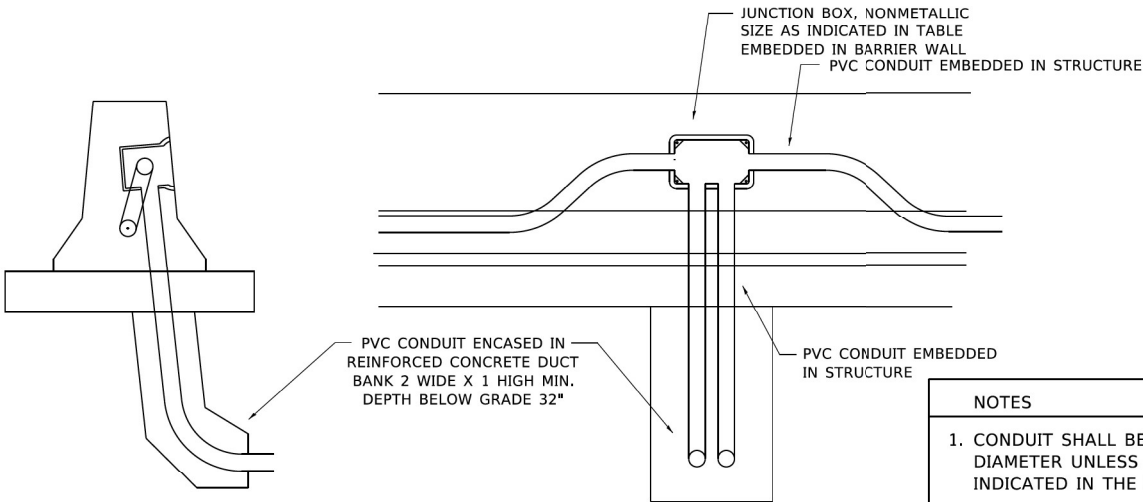 JUNCTION BOX, NONMETALLIC
SIZE AS INDICATED IN TABLE
EMBEDDED IN BARRIER WALL
PVC CONDUIT EMBEDDED IN STRUCTURE
PVC CONDUIT ENCASED IN
REINFORCED CONCRETE DUCT
BANK 2 WIDE X 1 HIGH MIN.
DEPTH BELOW GRADE 32"
PVC CONDUIT EMBEDDED
IN STRUCTURE
NOTES
1. CONDUIT SHALL BE
DIAMETER UNLESS
INDICATED IN THE